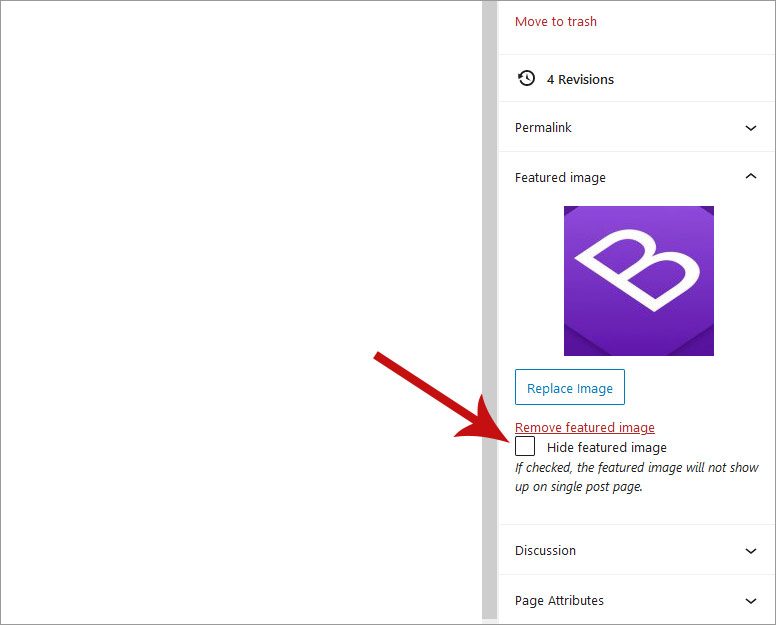 Move to trash
4 Revisions
Permalink
Featured image
B
Replace Image
Remove featured image
Hide featured image
If checked, the featured image will not show
up on single post page.
Discussion
Page Attributes